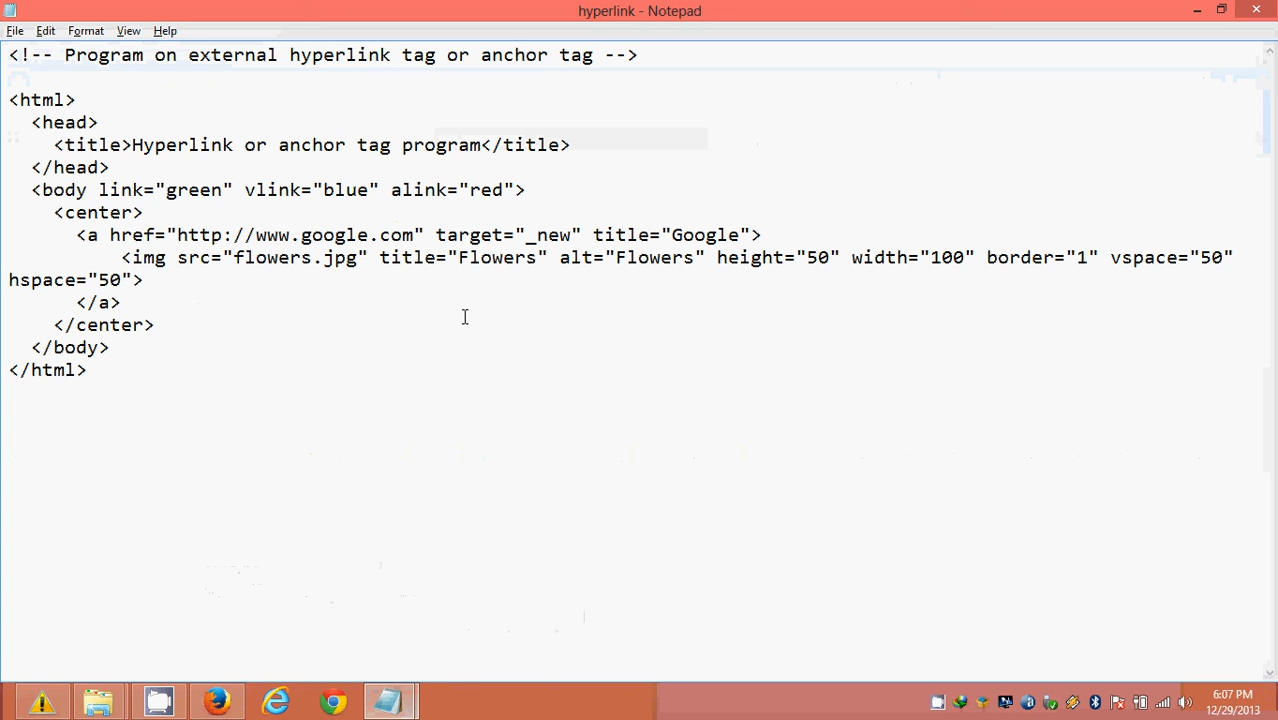 hyperlink - Notepad
File Edit Format View Help
<!-- Program on external hyperlink tag or anchor tag -->
<html>
<head>
<title>Hyperlink or anchor tag program</title>
</head>
<body link="green" vlink="blue" alink="red">
<center>
<a href="http://www.google.com" target="_new" title="Google">
<img src="flowers.jpg" title="Flowers" alt="Flowers" height="50" width="100" border="1" vspace="50"
hspace="50">
</a>
</center>
</body>
</html>
6:07 PM
12/29/2013